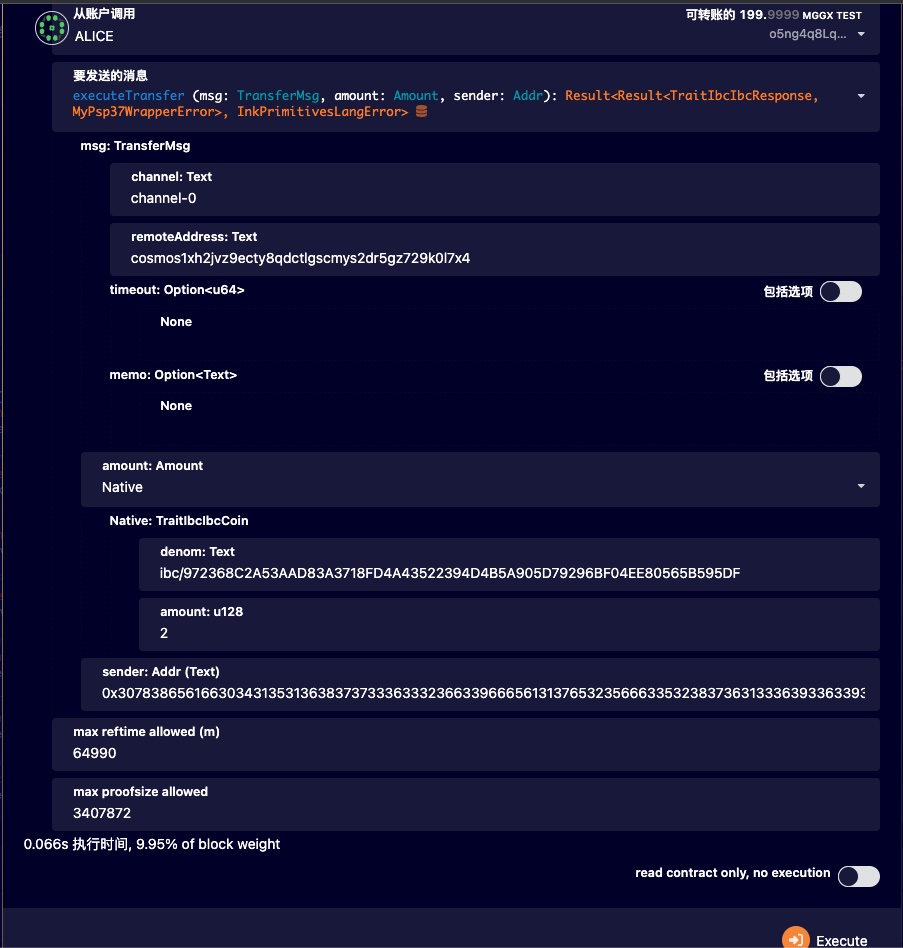 从账户调用
可转账的 199.9999 MGGX TEST
ALICE
o5ng4q8Lq...
要发送的消息
executeTransfer (msg: TransferMsg, amount: Amount, sender: Addr): Result<Result<TraitIbcIbcResponse,
MyPsp37WrapperError>, InkPrimitivesLangError>
msg: TransferMsg
channel: Text
channel-0
remoteAddress: Text
cosmos1xh2jvz9ecty8qdctlgscmys2dr5gz729k0l7x4
timeout: Option<u64>
包括选项
None
memo: Option<Text>
包括选项
None
amount: Amount
Native
Native: TraitIbcIbcCoin
denom: Text
ibc/972368C2A53AAD83A3718FD4A43522394D4B5A905D79296BF04EE80565B595DF
amount: u128
2
sender: Addr (Text)
max reftime allowed (m)
64990
max proofsize allowed
3407872
0.066s 执行时间, 9.95% of block weight
read contract only, no execution
Execute